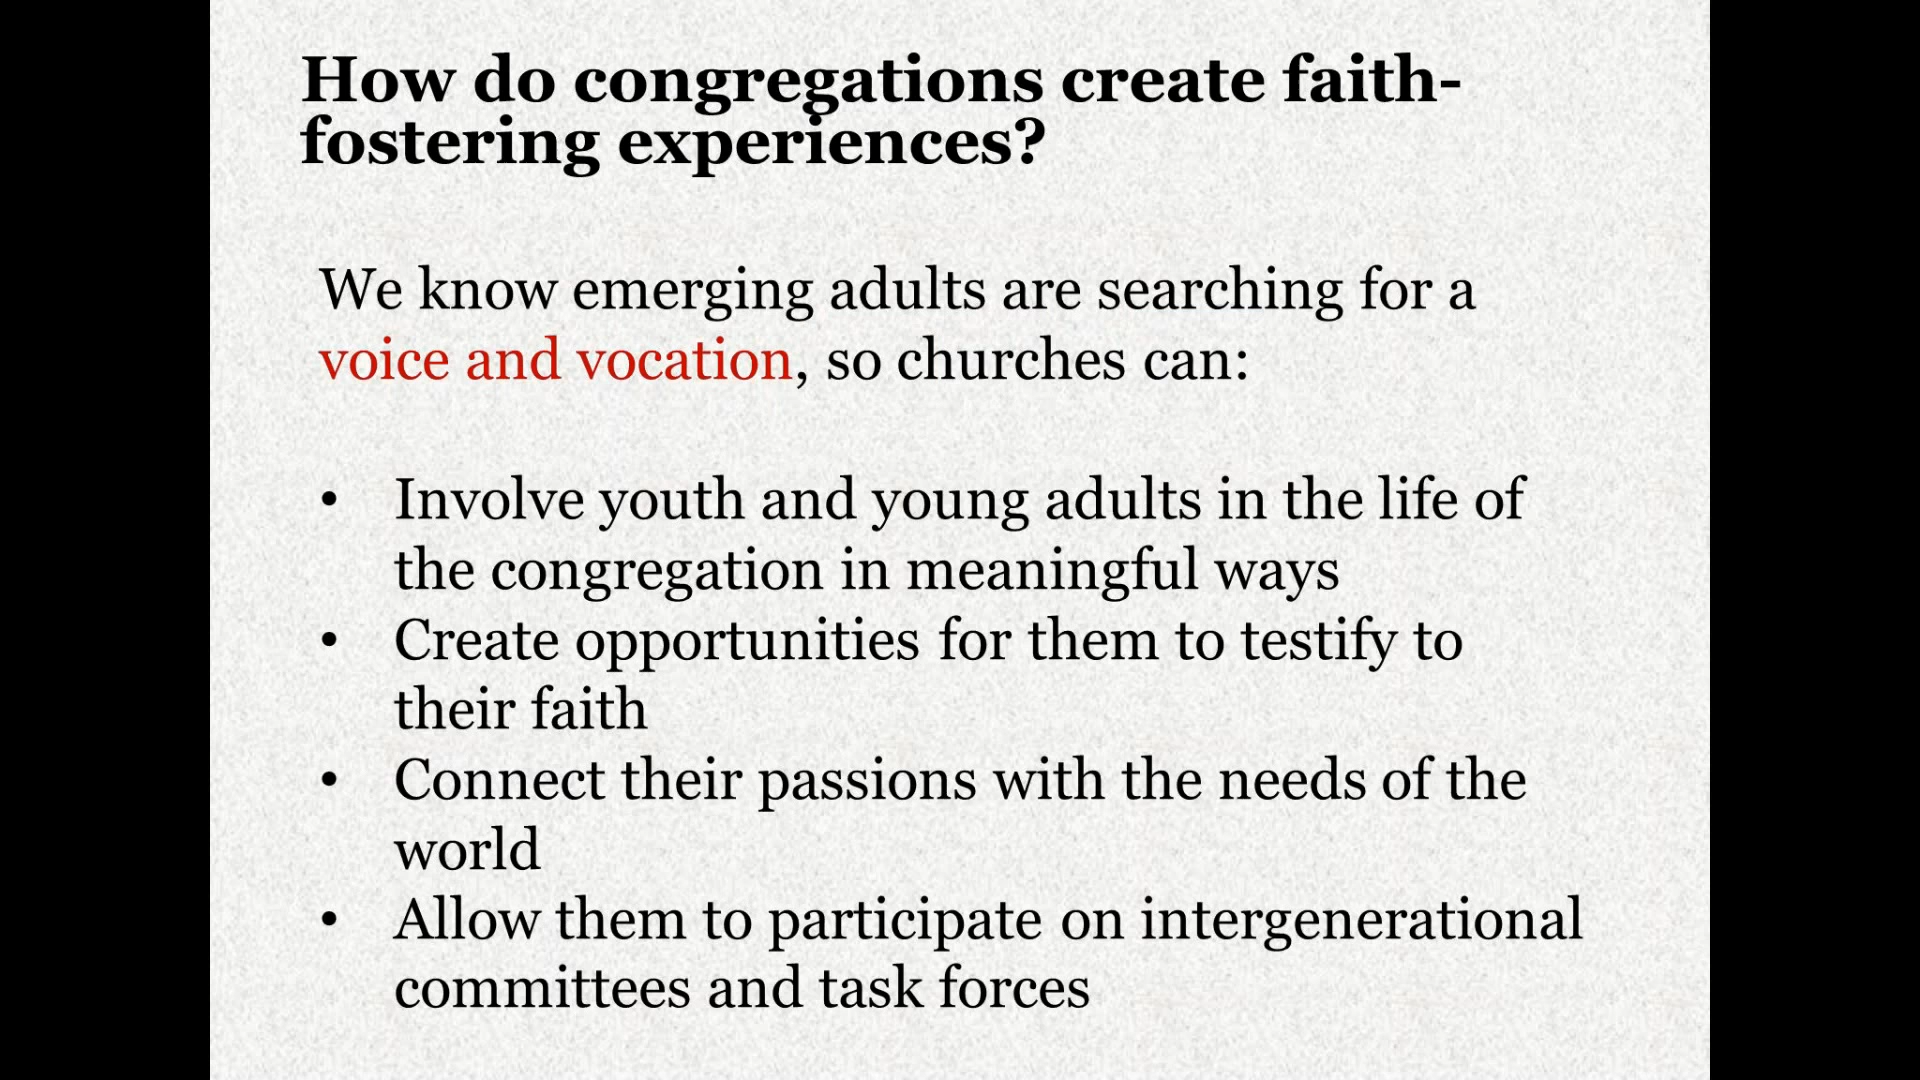 How do congregations create faith-
fostering experiences?
We know emerging adults are searching for a
voice and vocation, so churches can:
• Involve youth and young adults in the life of
the congregation in meaningful ways
• Create opportunities for them to testify to
their faith
• Connect their passions with the needs of the
world
• Allow them to participate on intergenerational
committees and task forces